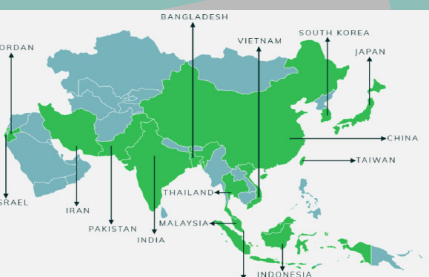 BANGLADESH
VIETNAM
SOUTH KOREA
ORDAN
JAPAN
CHINA
TAIWAN
THAILAND
SRAEL
IRAN
MALAYSIA
PAKISTAN
INDIA
INDONESIA